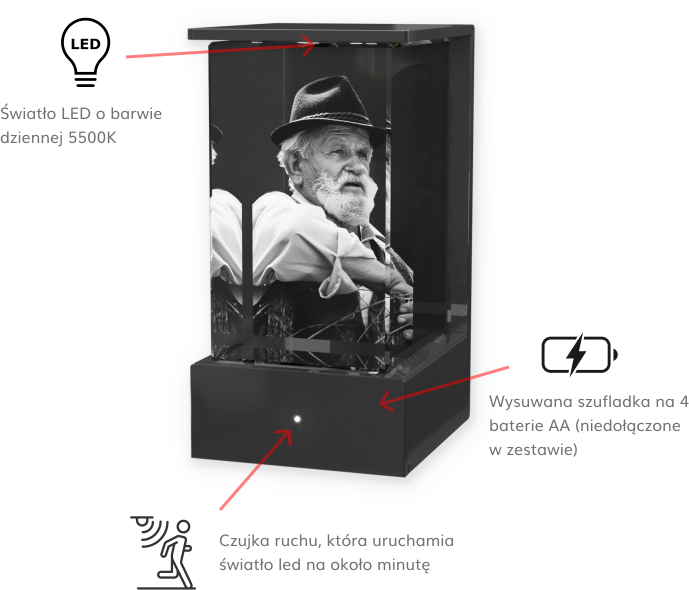 LED
Światło LED o barwie
dziennej 5500K
Wysuwana szufladka na 4
baterie AA (niedołączone
w zestawie)
Czujka ruchu, która uruchamia
światło led na około minutę